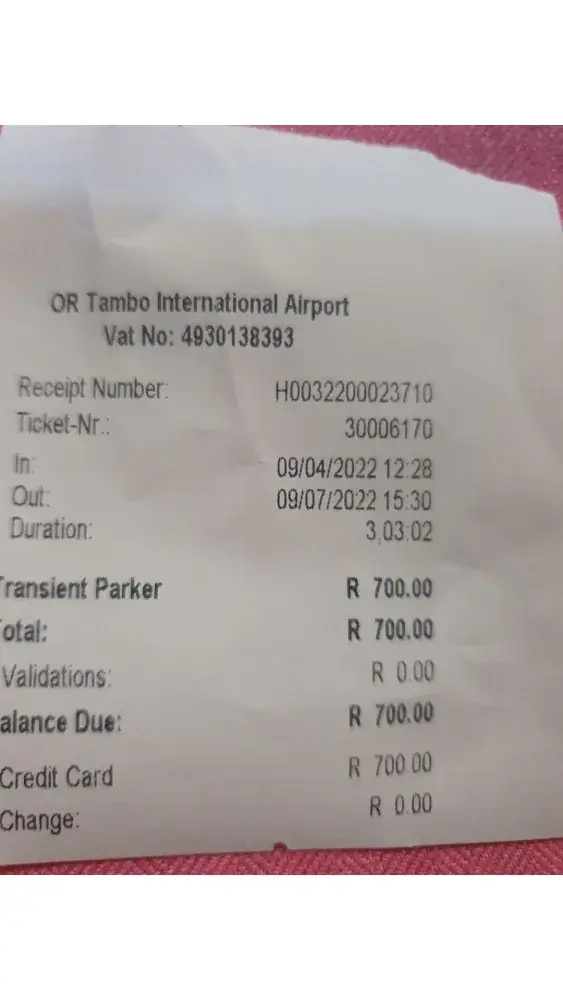 OR Tambo International Airport
Vat No: 4930138393
Receipt Number: H0032200023710
Ticket-Nr.: 30006170
In: 09/04/2022 12:28
Out: 09/07/2022 15:30
Duration: 3,03:02
Transient Parker R 700.00
Total: R 700.00
Validations: R 0.00
alance Due: R 700.00
Credit Card R 700.00
Change: R 0.00